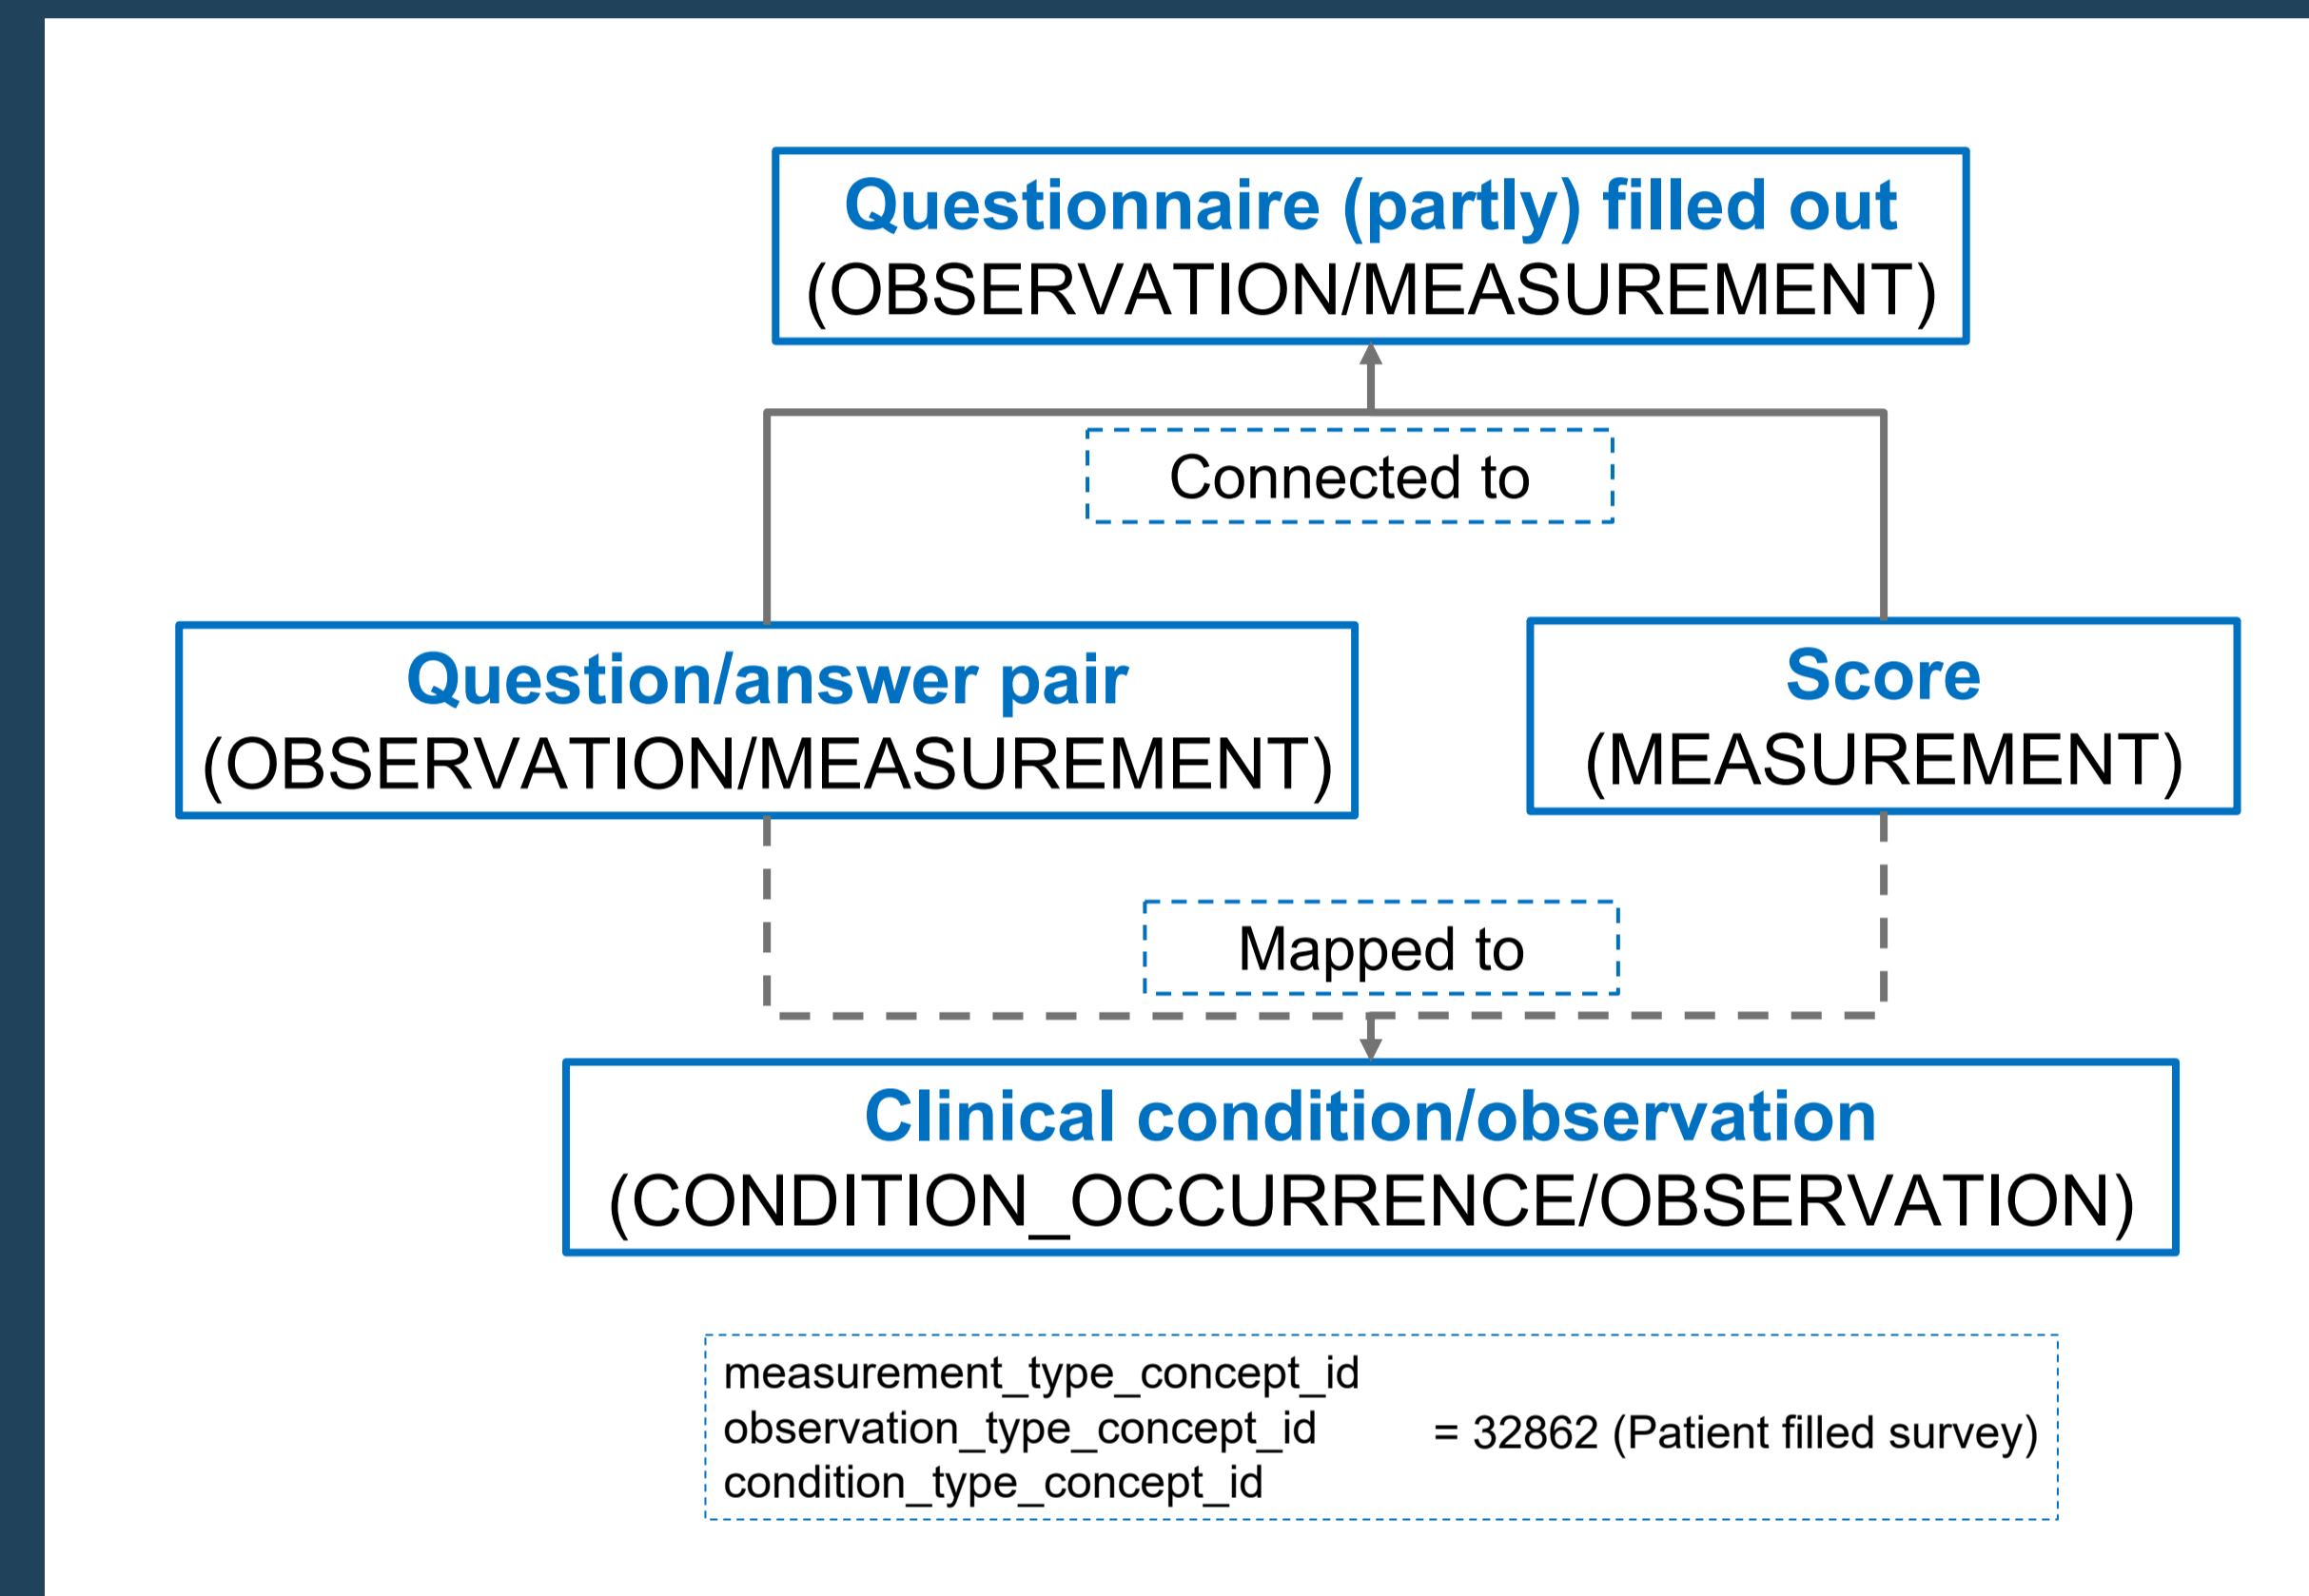 Questionnaire (partly) filled out
(OBSERVATION/MEASUREMENT)
Connected to
Question/answer pair
(OBSERVATION/MEASUREMENT)
Score
(MEASUREMENT)
Mapped to
Clinical condition/observation
(CONDITION_OCCURRENCE/OBSERVATION)
measurement_type_concept_id
observation_type_concept_id = 32862 (Patient filled survey)
condition_type_concept_id